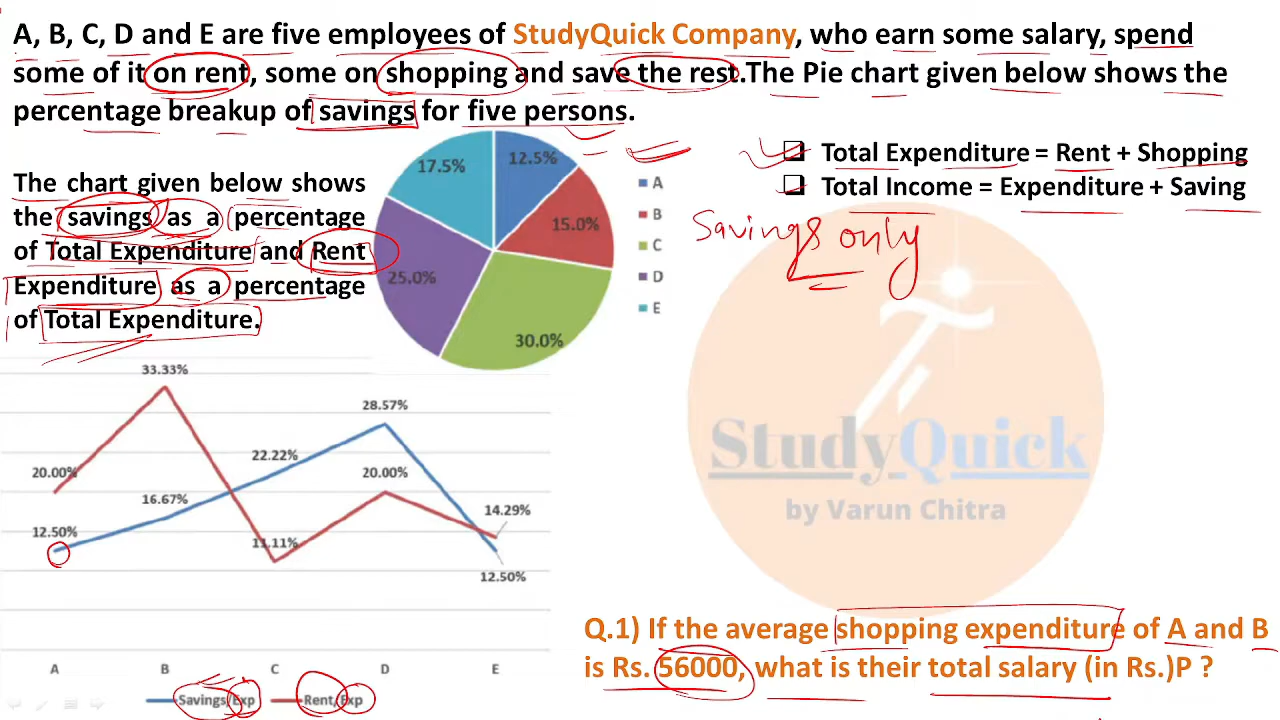 A, B, C, D and E are five employees of StudyQuick Company, who earn some salary, spend
some of it on rent, some on shopping and save the rest.The Pie chart given below shows the
percentage breakup of savings for five persons.
The chart given below shows
the savings as a percentage
of Total Expenditure and Rent
Expenditure as a percentage
of Total Expenditure.
17.5%
12.5%
15.0%
25.0%
30.0%
A
B
C
D
E
Total Expenditure = Rent + Shopping
Total Income = Expenditure + Saving
Savings only
33.33%
28.57%
20.00%
22.22%
20.00%
16.67%
14.29%
12.50%
11.11%
12.50%
A B C D E
Savings/Exp Rent/Exp
StudyQuick
by Varun Chitra
Q.1) If the average shopping expenditure of A and B
is Rs. 56000, what is their total salary (in Rs.)P ?